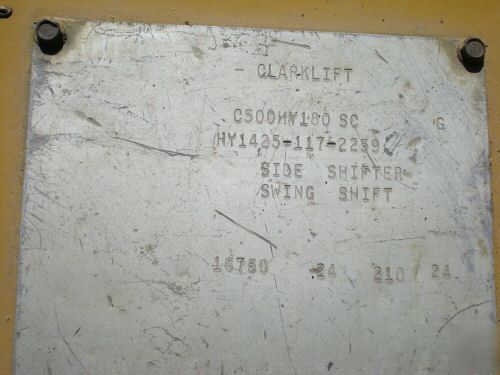 CLARKLIFT
C500HY180 SC G
HY1425-117-2259
SIDE SHIFTER
SWING SHIFT
16750 24 210 24